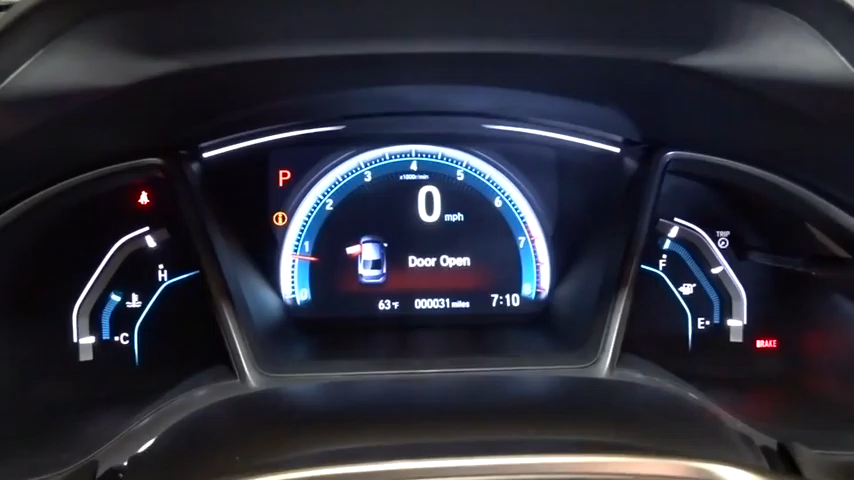 P
0 mph
x1000r/min
0
1
2
3
4
5
6
7
8
Door Open
63°F 000031 miles 7:10
H
C
TRIP
F
E
BRAKE